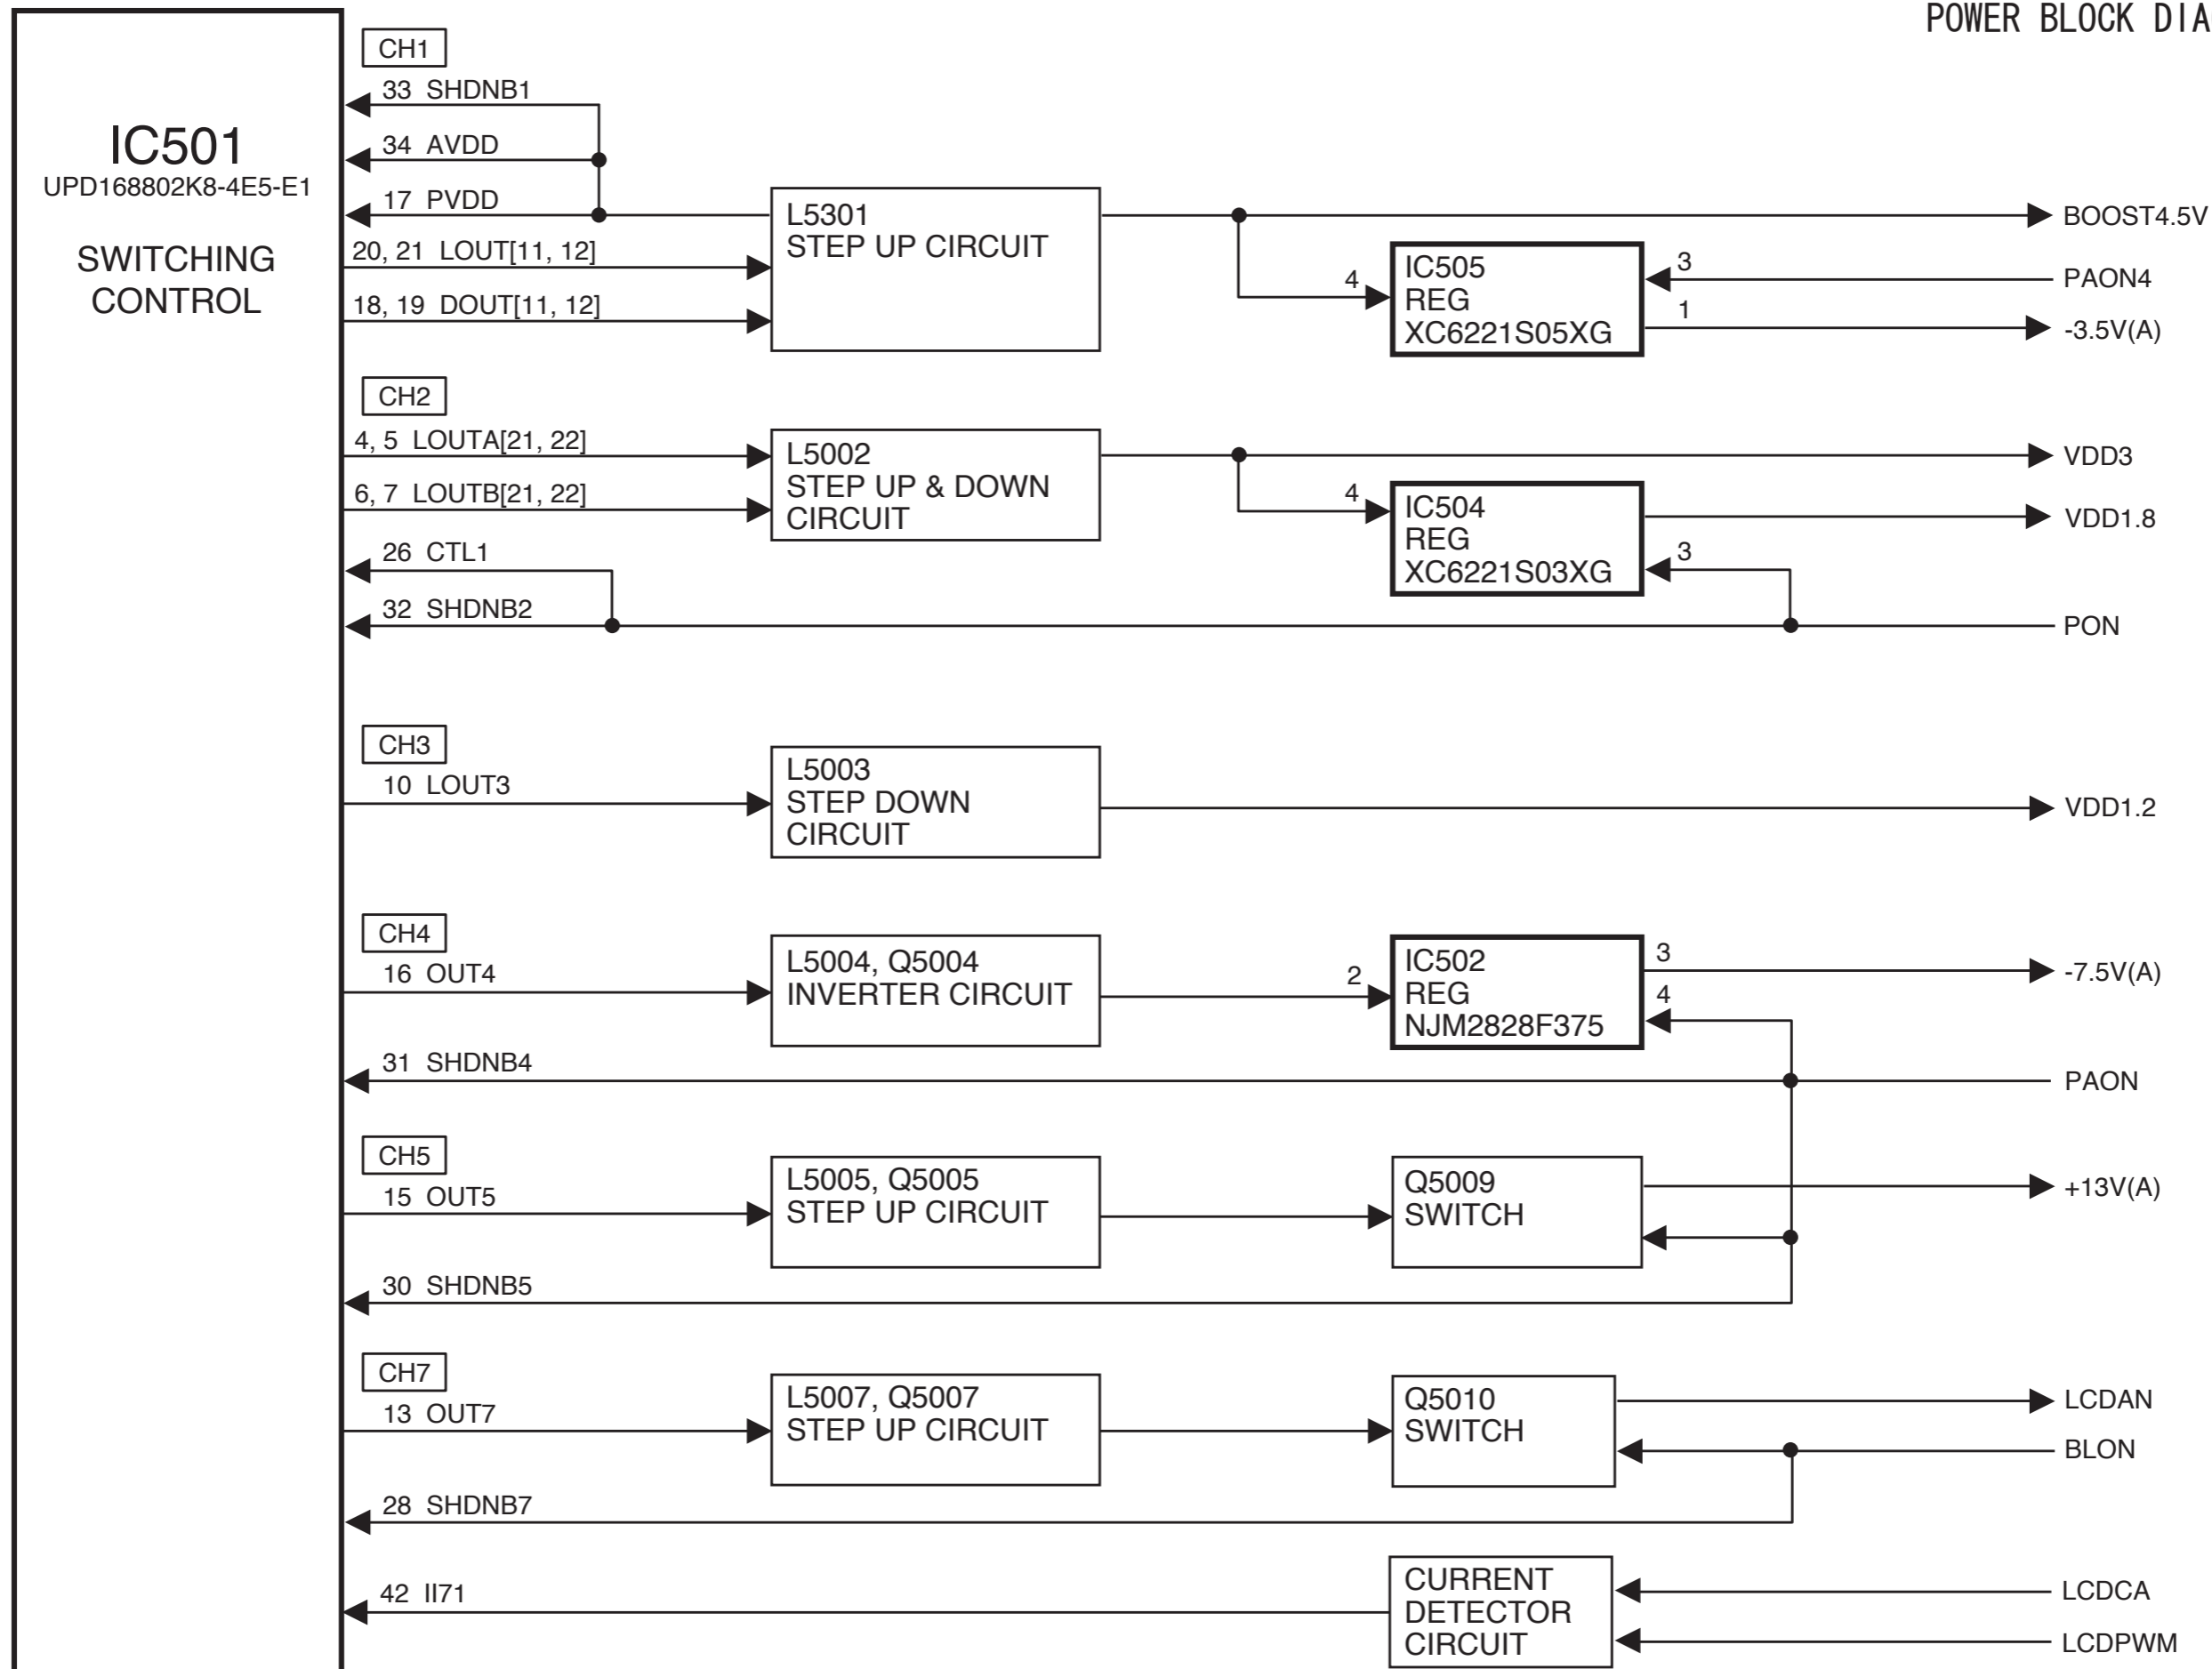 POWER BLOCK DIA
IC501
UPD168802K8-4E5-E1
SWITCHING
CONTROL
CH1
33 SHDNB1
34 AVDD
17 PVDD
20, 21 LOUT[11, 12]
18, 19 DOUT[11, 12]
L5301
STEP UP CIRCUIT
BOOST4.5V
4
IC505
REG
XC6221S05XG
3
PAON4
1
-3.5V(A)
CH2
4, 5 LOUTA[21, 22]
6, 7 LOUTB[21, 22]
26 CTL1
32 SHDNB2
L5002
STEP UP & DOWN
CIRCUIT
VDD3
4
IC504
REG
XC6221S03XG
VDD1.8
3
PON
CH3
10 LOUT3
L5003
STEP DOWN
CIRCUIT
VDD1.2
CH4
16 OUT4
L5004, Q5004
INVERTER CIRCUIT
2
IC502
REG
NJM2828F375
3
-7.5V(A)
4
31 SHDNB4
PAON
CH5
15 OUT5
L5005, Q5005
STEP UP CIRCUIT
Q5009
SWITCH
+13V(A)
30 SHDNB5
CH7
13 OUT7
L5007, Q5007
STEP UP CIRCUIT
Q5010
SWITCH
LCDAN
BLON
28 SHDNB7
42 II71
CURRENT
DETECTOR
CIRCUIT
LCDCA
LCDPWM